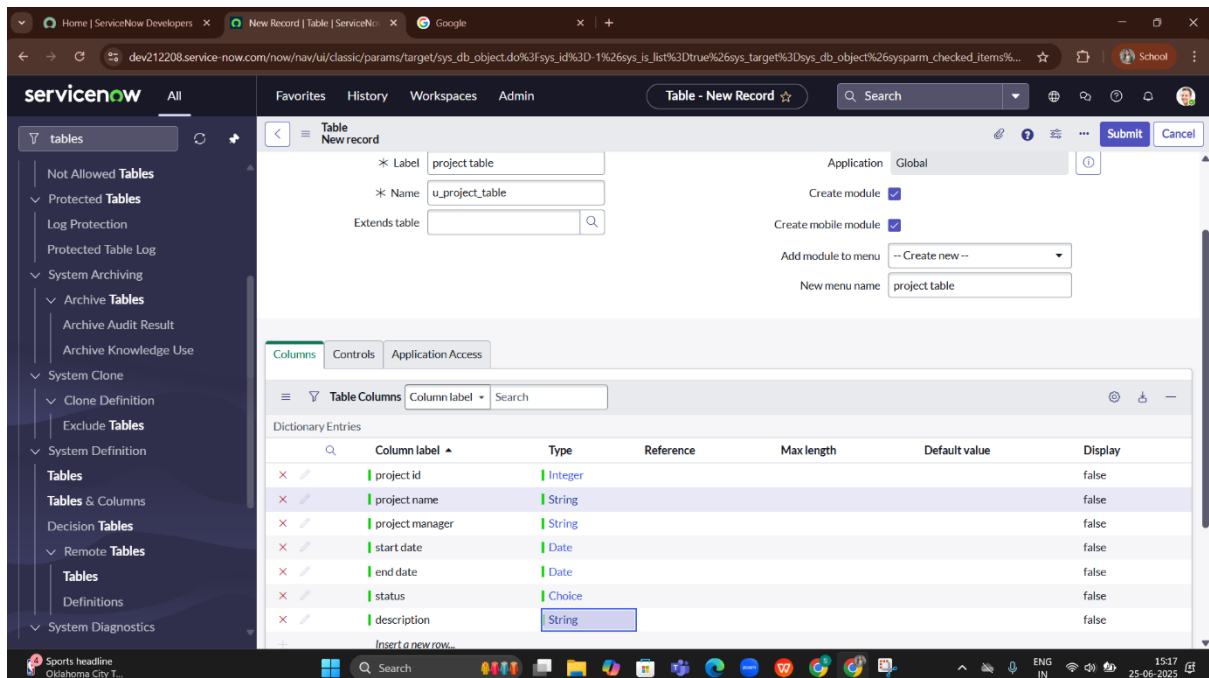 Home | ServiceNow Developers
New Record | Table | ServiceNo
Google
dev212208.service-now.com/now/nav/ui/classic/params/target/sys_db_object.do%3Fsys_id%3D-1%26sys_is_list%3Dtrue%26sys_target%3Dsys_db_object%26sysparm_checked_items%...
School
servicenow All Favorites History Workspaces Admin Table - New Record Search
tables
Table
New record
Submit Cancel
Not Allowed Tables
Protected Tables
Log Protection
Protected Table Log
System Archiving
Archive Tables
Archive Audit Result
Archive Knowledge Use
System Clone
Clone Definition
Exclude Tables
System Definition
Tables
Tables & Columns
Decision Tables
Remote Tables
Tables
Definitions
System Diagnostics
Label project table
Name u_project_table
Extends table
Application Global
Create module
Create mobile module
Add module to menu -- Create new --
New menu name project table
Columns Controls Application Access
Table Columns Column label Search
Dictionary Entries
Column label Type Reference Max length Default value Display
project id Integer false
project name String false
project manager String false
start date Date false
end date Date false
status Choice false
description String false
Insert a new row...
4
Sports headline
Oklahoma City T...
Search
ENG
IN
15:17
25-06-2025